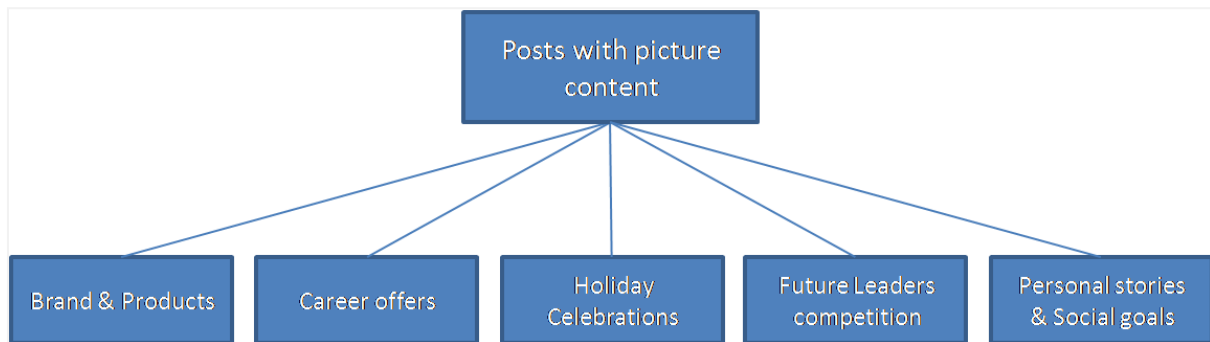 Posts with picture
content
Brand & Products
Career offers
Holiday
Celebrations
Future Leaders
competition
Personal stories
& Social goals